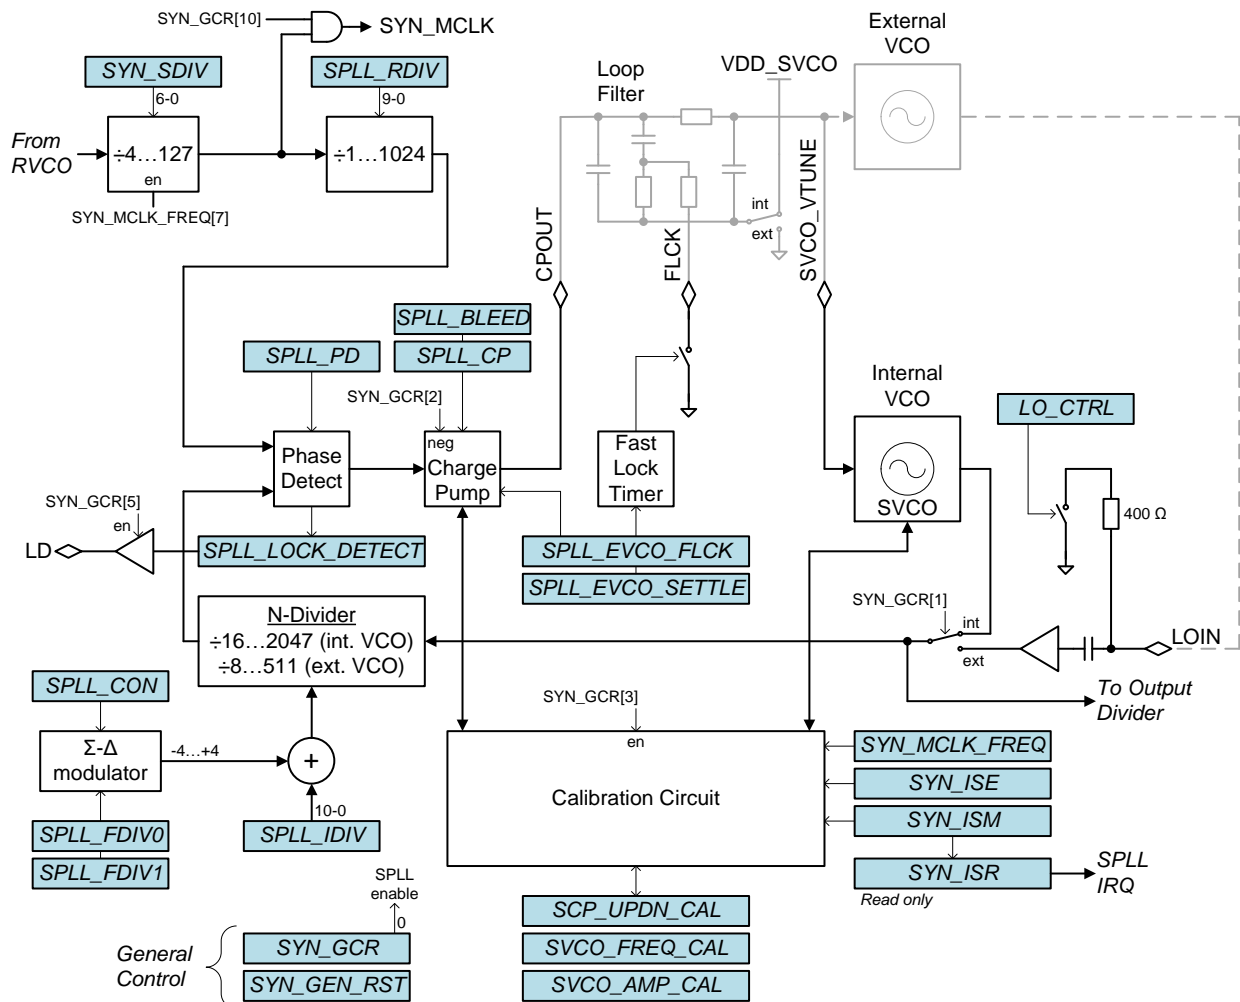 SYN_GCR[10]
SYN_MCLK
SYN_SDIV
SPLL_RDIV
6-0
9-0
From
RVCO
÷4…127
en
÷1…1024
SYN_MCLK_FREQ[7]
Loop
Filter
VDD_SVCO
External
VCO
int
ext
CPOUT
FLCK
SVCO_VTUNE
SPLL_BLEED
SPLL_CP
SPLL_PD
SYN_GCR[2]
neg
Charge
Pump
Phase
Detect
Fast
Lock
Timer
Internal
VCO
SVCO
LO_CTRL
400 Ω
SYN_GCR[5]
en
LD
SPLL_LOCK_DETECT
SPLL_EVCO_FLCK
SPLL_EVCO_SETTLE
SYN_GCR[1]
int
ext
LOIN
N-Divider
÷16…2047 (int. VCO)
÷8…511 (ext. VCO)
To Output
Divider
SPLL_CON
Σ-Δ
modulator
-4…+4
+
10-0
SPLL_FDIV0
SPLL_FDIV1
SPLL_IDIV
SYN_GCR[3]
en
Calibration Circuit
SYN_MCLK_FREQ
SYN_ISE
SYN_ISM
SYN_ISR
Read only
SPLL
IRQ
SPLL
enable
0
General
Control
SYN_GCR
SYN_GEN_RST
SCP_UPDN_CAL
SVCO_FREQ_CAL
SVCO_AMP_CAL